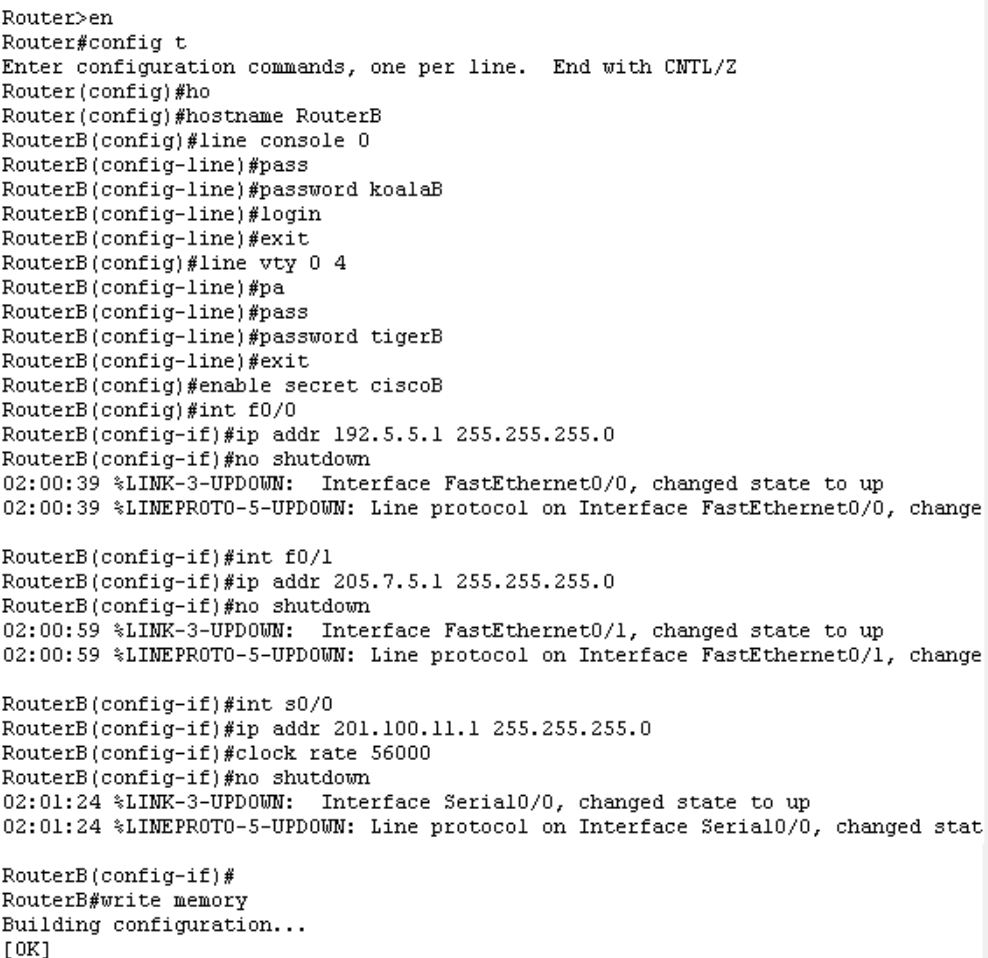 Router>en
Router#config t
Enter configuration commands, one per line.  End with CNTL/Z
Router(config)#ho
Router(config)#hostname RouterB
RouterB(config)#line console 0
RouterB(config-line)#pass
RouterB(config-line)#password koalaB
RouterB(config-line)#login
RouterB(config-line)#exit
RouterB(config)#line vty 0 4
RouterB(config-line)#pa
RouterB(config-line)#pass
RouterB(config-line)#password tigerB
RouterB(config-line)#exit
RouterB(config)#enable secret ciscoB
RouterB(config)#int f0/0
RouterB(config-if)#ip addr 192.5.5.1 255.255.255.0
RouterB(config-if)#no shutdown
02:00:39 %LINK-3-UPDOWN:  Interface FastEthernet0/0, changed state to up
02:00:39 %LINEPROTO-5-UPDOWN: Line protocol on Interface FastEthernet0/0, change
RouterB(config-if)#int f0/1
RouterB(config-if)#ip addr 205.7.5.1 255.255.255.0
RouterB(config-if)#no shutdown
02:00:59 %LINK-3-UPDOWN:  Interface FastEthernet0/1, changed state to up
02:00:59 %LINEPROTO-5-UPDOWN: Line protocol on Interface FastEthernet0/1, change
RouterB(config-if)#int s0/0
RouterB(config-if)#ip addr 201.100.11.1 255.255.255.0
RouterB(config-if)#clock rate 56000
RouterB(config-if)#no shutdown
02:01:24 %LINK-3-UPDOWN:  Interface Serial0/0, changed state to up
02:01:24 %LINEPROTO-5-UPDOWN: Line protocol on Interface Serial0/0, changed stat
RouterB(config-if)#
RouterB#write memory
Building configuration...
[OK]